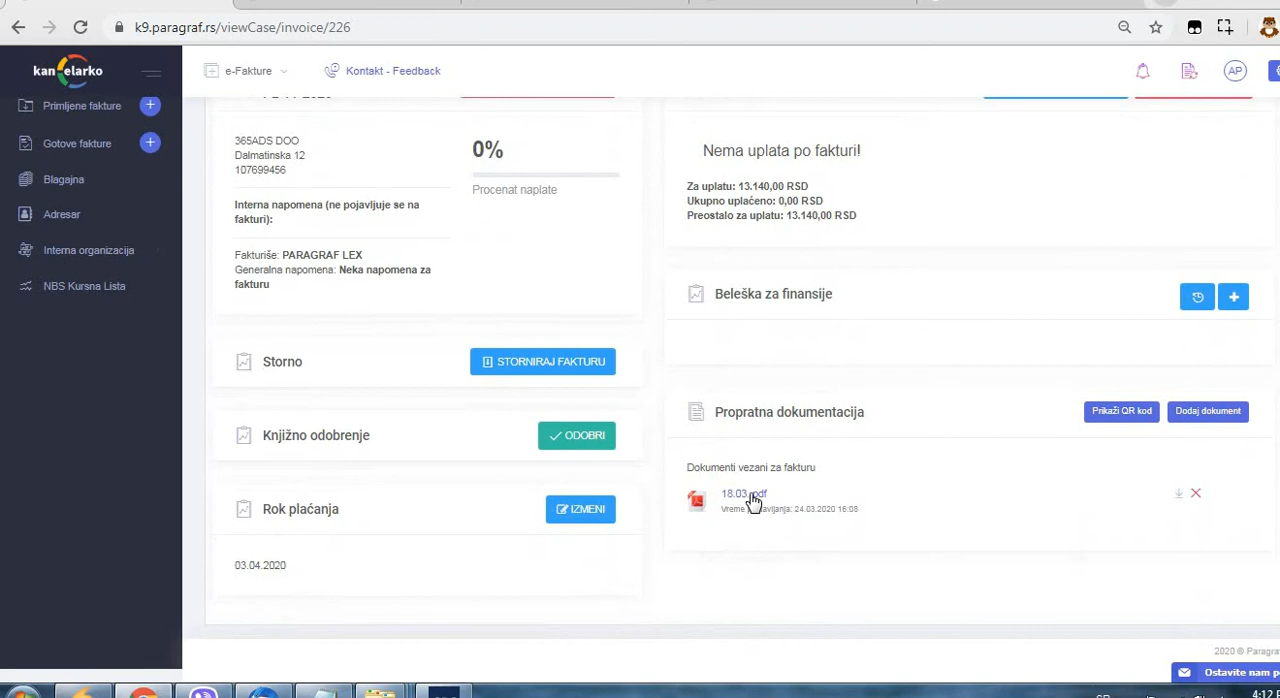 k9.paragraf.rs/viewCase/invoice/226
kancelarko
e-Fakture
Kontakt - Feedback
AP
Primljene fakture
Gotove fakture
Blagajna
Adresar
Interna organizacija
NBS Kursna Lista
365ADS DOO
Dalmatinska 12
107699456
Interna napomena (ne pojavljuje se na
fakturi):
Fakturiše: PARAGRAF LEX
Generalna napomena: Neka napomena za
fakturu
0%
Procenat naplate
Storno
STORNIRAJ FAKTURU
Knjižno odobrenje
ODOBRI
Rok plaćanja
IZMENI
03.04.2020
Nema uplata po fakturi!
Za uplatu: 13.140,00 RSD
Ukupno uplaćeno: 0,00 RSD
Preostalo za uplatu: 13.140,00 RSD
Beleška za finansije
Propratna dokumentacija
Prikaži QR kod
Dodaj dokument
Dokumenti vezani za fakturu
18.03.pdf
Vreme 24.03.2020 16:08
2020 © Paragra
Ostavite nam p